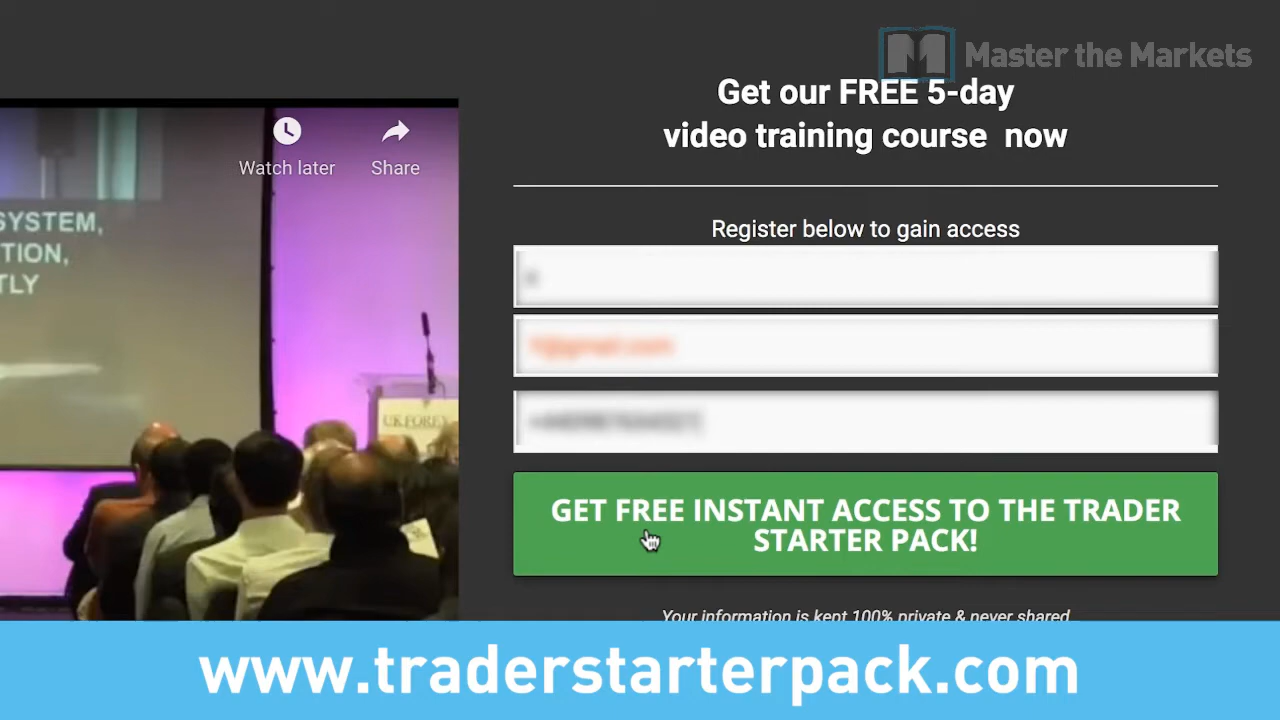 Master the Markets
Get our FREE 5-day
video training course now
Watch later
Share
SYSTEM,
TION,
TLY
Register below to gain access
UKFOREX
GET FREE INSTANT ACCESS TO THE TRADER
STARTER PACK!
Your information is kept 100% private & never shared
www.traderstarterpack.com